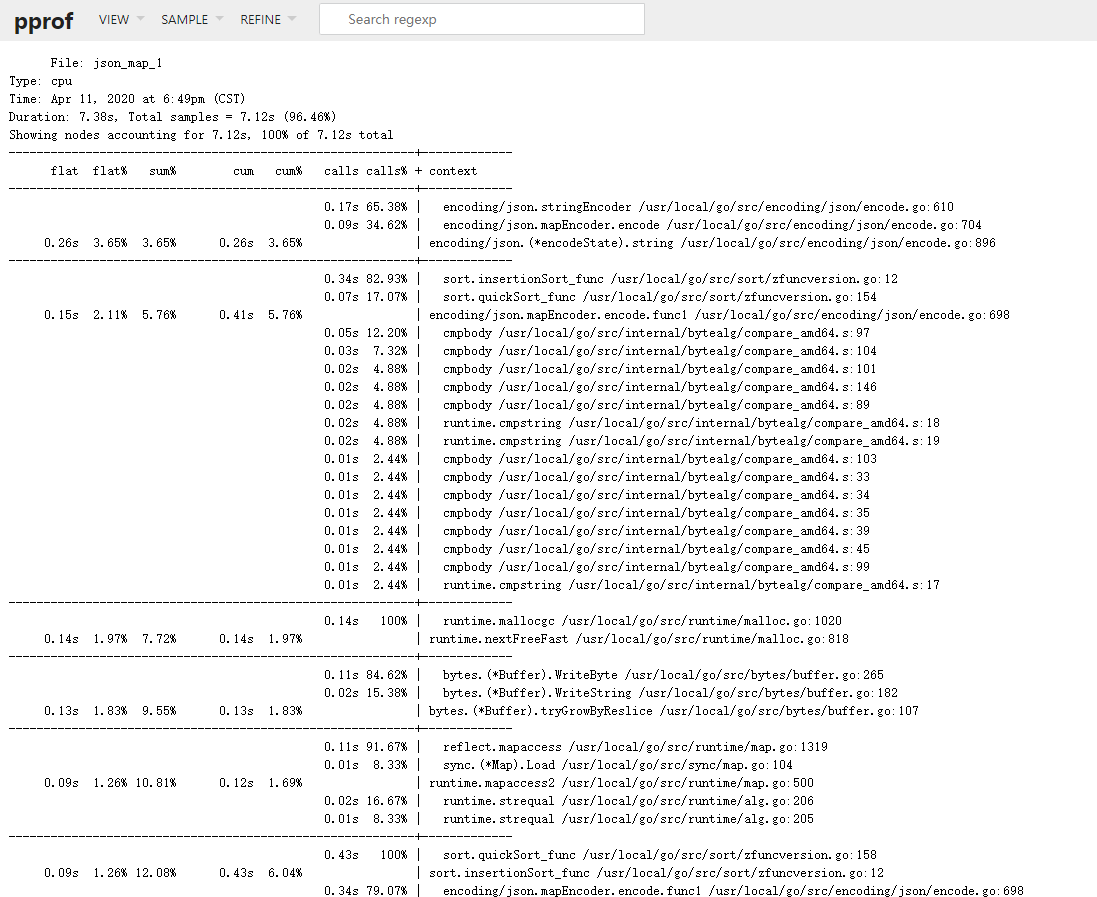 pprof VIEW SAMPLE REFINE Search regexp
File: json_map_1
Type: cpu
Time: Apr 11, 2020 at 6:49pm (CST)
Duration: 7.38s, Total samples = 7.12s (96.46%)
Showing nodes accounting for 7.12s, 100% of 7.12s total
----------------------------------------------------------+-------------
flat flat% sum% cum cum% calls calls% + context
----------------------------------------------------------+-------------
0.17s 65.38% | encoding/json.stringEncoder /usr/local/go/src/encoding/json/encode.go:610
0.09s 34.62% | encoding/json.mapEncoder.encode /usr/local/go/src/encoding/json/encode.go:704
0.26s 3.65% 3.65% 0.26s 3.65% | encoding/json.(*encodeState).string /usr/local/go/src/encoding/json/encode.go:896
----------------------------------------------------------+-------------
0.34s 82.93% | sort.insertionSort_func /usr/local/go/src/sort/zfuncversion.go:12
0.07s 17.07% | sort.quickSort_func /usr/local/go/src/sort/zfuncversion.go:154
0.15s 2.11% 5.76% 0.41s 5.76% | encoding/json.mapEncoder.encode.func1 /usr/local/go/src/encoding/json/encode.go:698
0.05s 12.20% | cmpbody /usr/local/go/src/internal/bytealg/compare_amd64.s:97
0.03s 7.32% | cmpbody /usr/local/go/src/internal/bytealg/compare_amd64.s:104
0.02s 4.88% | cmpbody /usr/local/go/src/internal/bytealg/compare_amd64.s:101
0.02s 4.88% | cmpbody /usr/local/go/src/internal/bytealg/compare_amd64.s:146
0.02s 4.88% | cmpbody /usr/local/go/src/internal/bytealg/compare_amd64.s:89
0.02s 4.88% | runtime.cmpstring /usr/local/go/src/internal/bytealg/compare_amd64.s:18
0.02s 4.88% | runtime.cmpstring /usr/local/go/src/internal/bytealg/compare_amd64.s:19
0.01s 2.44% | cmpbody /usr/local/go/src/internal/bytealg/compare_amd64.s:103
0.01s 2.44% | cmpbody /usr/local/go/src/internal/bytealg/compare_amd64.s:33
0.01s 2.44% | cmpbody /usr/local/go/src/internal/bytealg/compare_amd64.s:34
0.01s 2.44% | cmpbody /usr/local/go/src/internal/bytealg/compare_amd64.s:35
0.01s 2.44% | cmpbody /usr/local/go/src/internal/bytealg/compare_amd64.s:39
0.01s 2.44% | cmpbody /usr/local/go/src/internal/bytealg/compare_amd64.s:45
0.01s 2.44% | cmpbody /usr/local/go/src/internal/bytealg/compare_amd64.s:99
0.01s 2.44% | runtime.cmpstring /usr/local/go/src/internal/bytealg/compare_amd64.s:17
----------------------------------------------------------+-------------
0.14s 100% | runtime.mallocgc /usr/local/go/src/runtime/malloc.go:1020
0.14s 1.97% 7.72% 0.14s 1.97% | runtime.nextFreeFast /usr/local/go/src/runtime/malloc.go:818
----------------------------------------------------------+-------------
0.11s 84.62% | bytes.(*Buffer).WriteByte /usr/local/go/src/bytes/buffer.go:265
0.02s 15.38% | bytes.(*Buffer).WriteString /usr/local/go/src/bytes/buffer.go:182
0.13s 1.83% 9.55% 0.13s 1.83% | bytes.(*Buffer).tryGrowByReslice /usr/local/go/src/bytes/buffer.go:107
----------------------------------------------------------+-------------
0.11s 91.67% | reflect.mapaccess /usr/local/go/src/runtime/map.go:1319
0.01s 8.33% | sync.(*Map).Load /usr/local/go/src/sync/map.go:104
0.09s 1.26% 10.81% 0.12s 1.69% | runtime.mapaccess2 /usr/local/go/src/runtime/map.go:500
0.02s 16.67% | runtime.strequal /usr/local/go/src/runtime/alg.go:206
0.01s 8.33% | runtime.strequal /usr/local/go/src/runtime/alg.go:205
----------------------------------------------------------+-------------
0.43s 100% | sort.quickSort_func /usr/local/go/src/sort/zfuncversion.go:158
0.09s 1.26% 12.08% 0.43s 6.04% | sort.insertionSort_func /usr/local/go/src/sort/zfuncversion.go:12
0.34s 79.07% | encoding/json.mapEncoder.encode.func1 /usr/local/go/src/encoding/json/encode.go:698